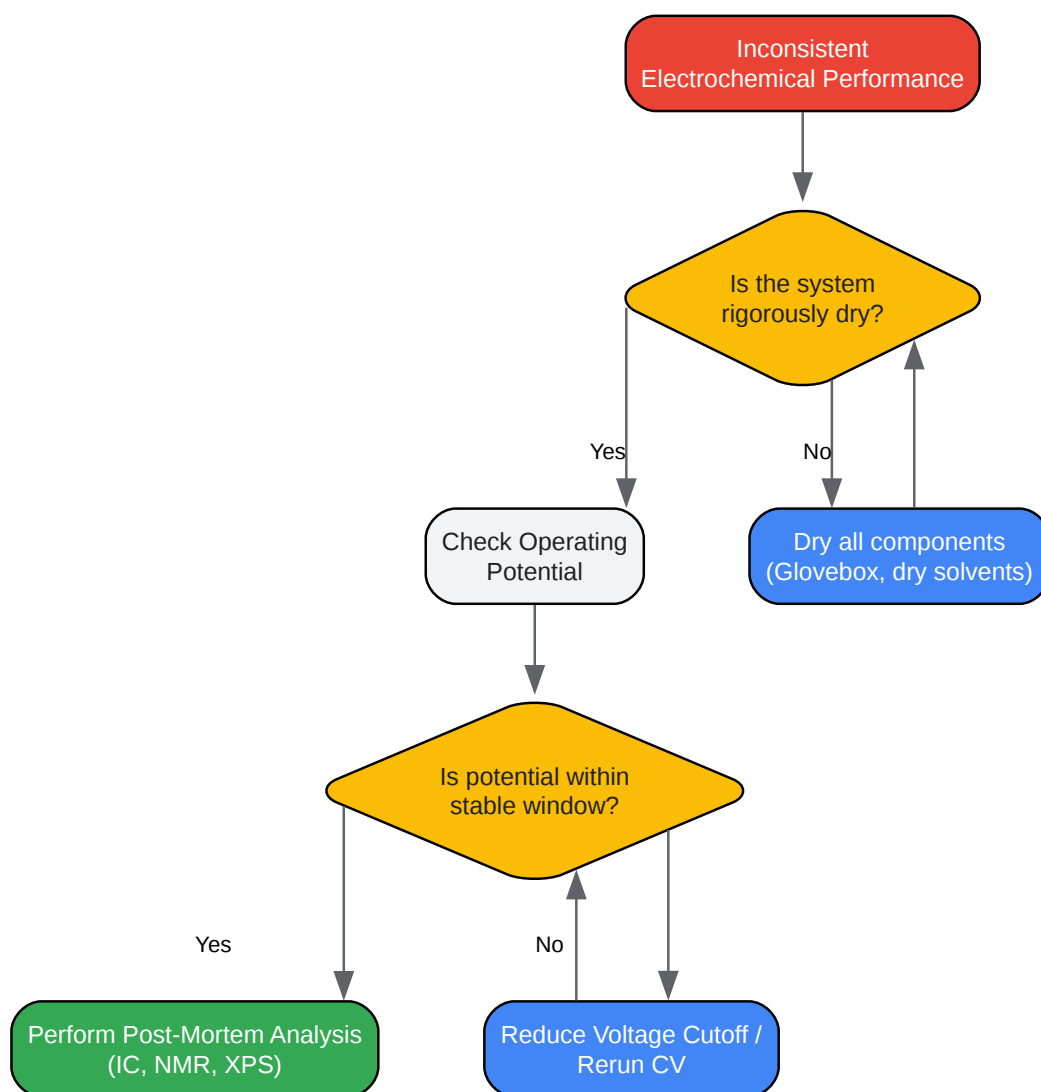 Inconsistent
Electrochemical Performance
Is the system
rigorously dry?
Yes
No
Check Operating
Potential
Dry all components
(Glovebox, dry solvents)
Is potential within
stable window?
Yes
No
Perform Post-Mortem Analysis
(IC, NMR, XPS)
Reduce Voltage Cutoff /
Rerun CV